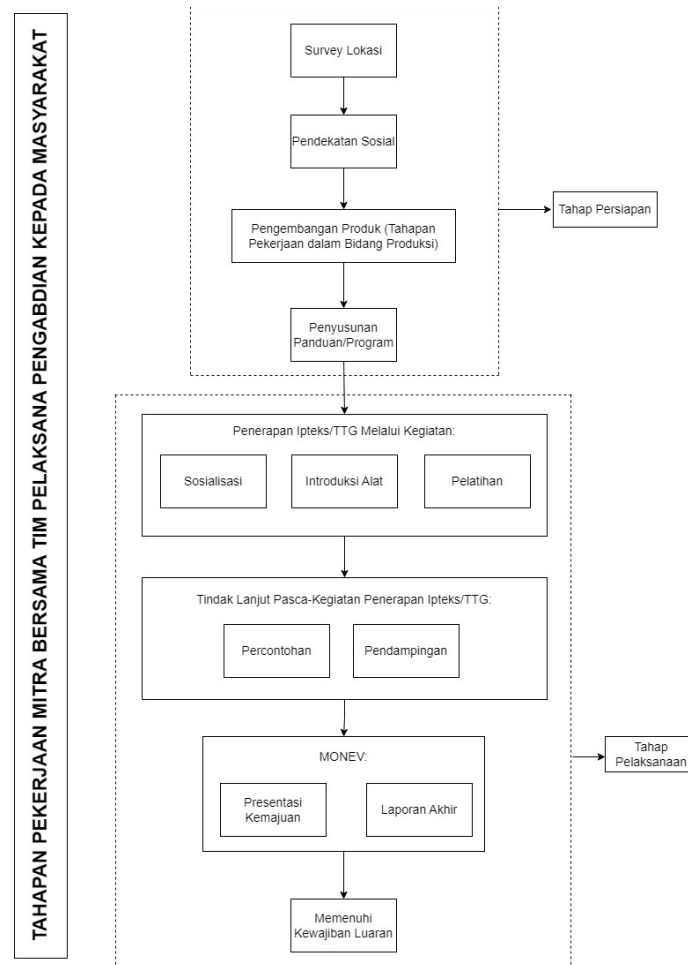 TAHAPAN PEKERJAAN MITRA BERSAMA TIM PELAKSANA PENGABDIAN KEPADA MASYARAKAT
Survey Lokasi
Pendekatan Sosial
Pengembangan Produk (Tahapan
Pekerjaan dalam Bidang Produksi)
Penyusunan
Panduan/Program
Tahap Persiapan
Penerapan Ipteks/TTG Melalui Kegiatan:
Sosialisasi
Introduksi Alat
Pelatihan
Tindak Lanjut Pasca-Kegiatan Penerapan Ipteks/TTG:
Percontohan
Pendampingan
MONEV:
Presentasi
Kemajuan
Laporan Akhir
Memenuhi
Kewajiban Luaran
Tahap
Pelaksanaan